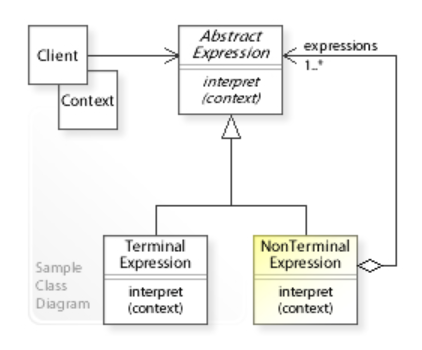 Client
Context
Abstract
Expression
interpret
(context)
expressions
1..*
Terminal
Expression
interpret
(context)
NonTerminal
Expression
interpret
(context)
Sample
Class
Diagram